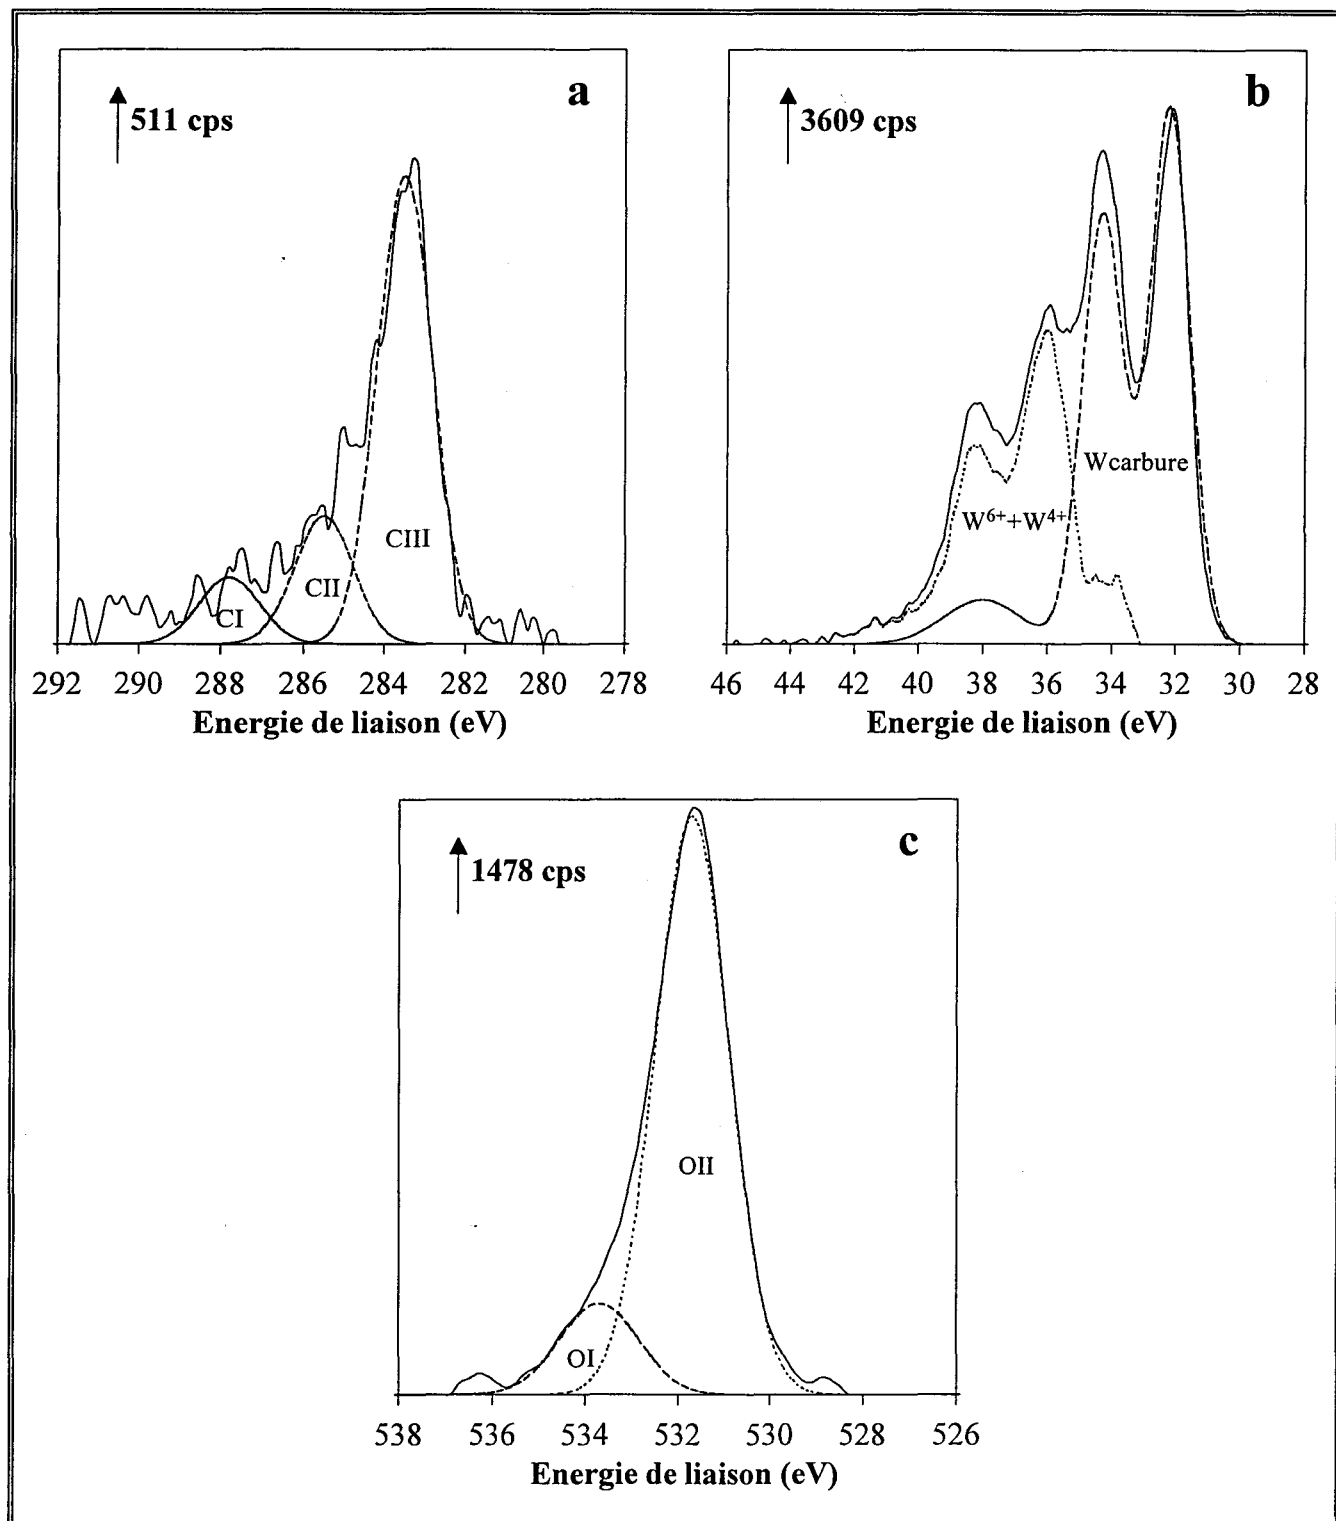 a
511 cps
CI
CII
CIII
292 290 288 286 284 282 280 278
Energie de liaison (eV)
b
3609 cps
W⁶⁺+W⁴⁺
Wcarbure
46 44 42 40 38 36 34 32 30 28
Energie de liaison (eV)
c
1478 cps
OI
OII
538 536 534 532 530 528 526
Energie de liaison (eV)